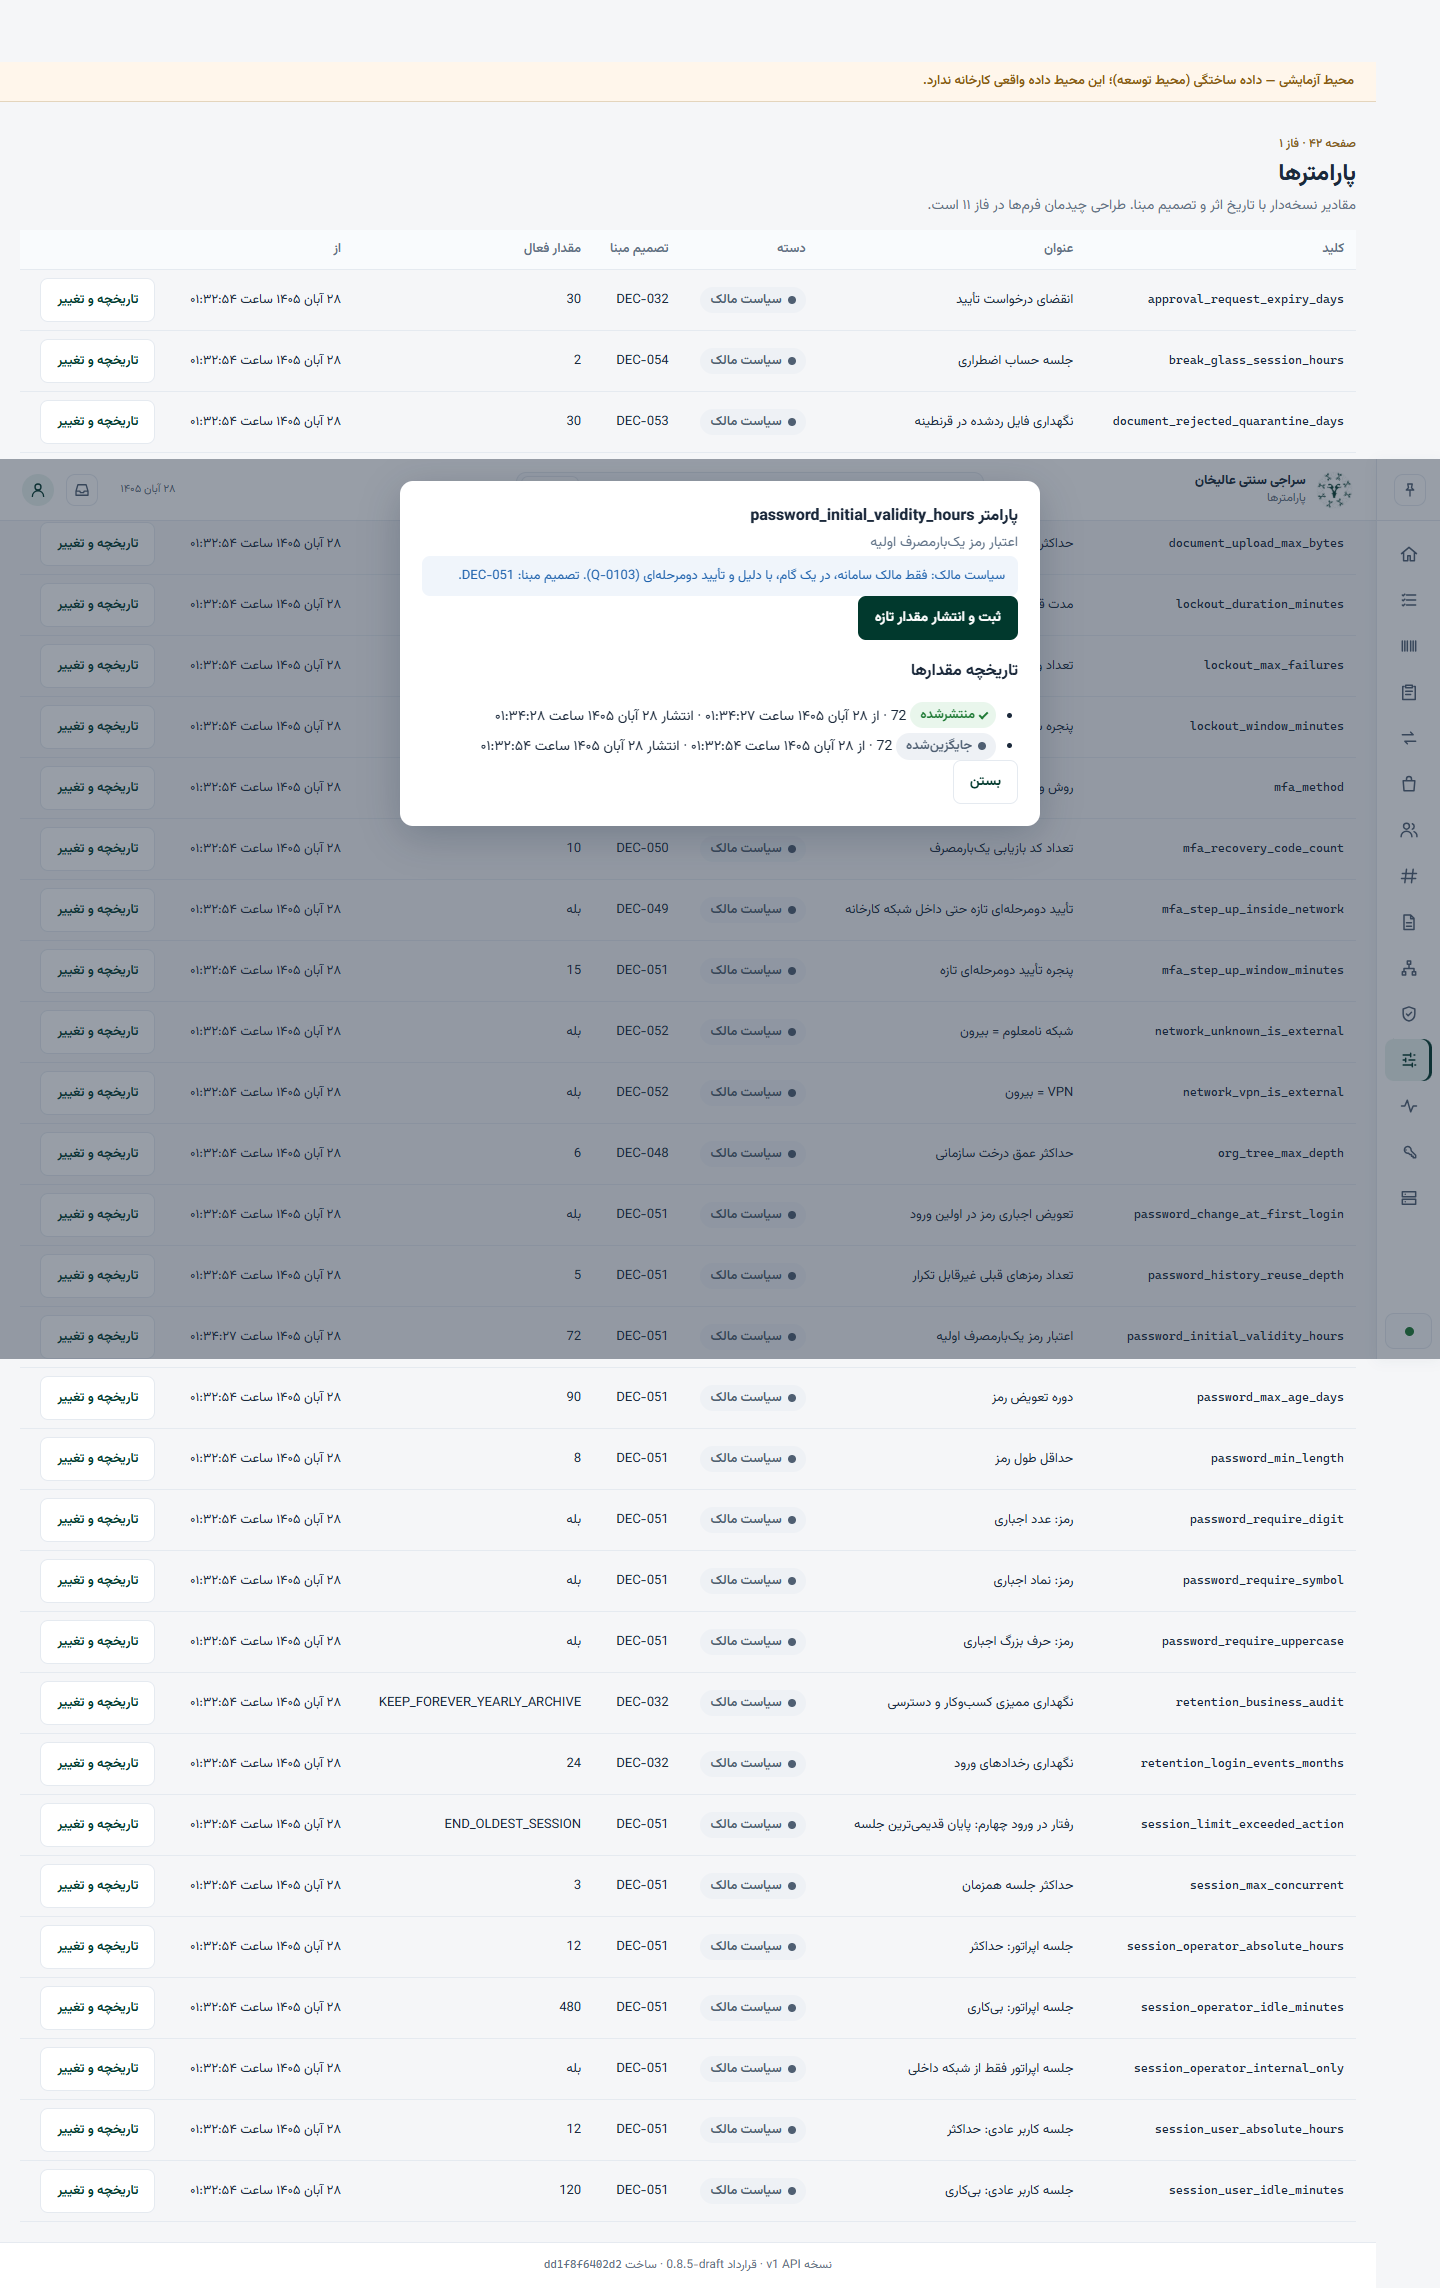 محیط آزمایشی — داده ساختگی (محیط توسعه)؛ این محیط داده واقعی کارخانه ندارد.
صفحه ۴۲ · فاز ۱
پارامترها
مقادیر نسخه‌دار با تاریخ اثر و تصمیم مبنا. طراحی چیدمان فرم‌ها در فاز ۱۱ است.
کلید عنوان دسته تصمیم مبنا مقدار فعال از
approval_request_expiry_days انقضای درخواست تأیید سیاست مالک DEC-032 30 ۲۸ آبان ۱۴۰۵ ساعت ۰۱:۳۲:۵۴ تاریخچه و تغییر
break_glass_session_hours جلسه حساب اضطراری سیاست مالک DEC-054 2 ۲۸ آبان ۱۴۰۵ ساعت ۰۱:۳۲:۵۴ تاریخچه و تغییر
document_rejected_quarantine_days نگهداری فایل ردشده در قرنطینه سیاست مالک DEC-053 30 ۲۸ آبان ۱۴۰۵ ساعت ۰۱:۳۲:۵۴ تاریخچه و تغییر
سراجی سنتی عالیخان
پارامترها
۲۸ آبان ۱۴۰۵
پارامتر password_initial_validity_hours
اعتبار رمز یک‌بارمصرف اولیه
سیاست مالک: فقط مالک سامانه، در یک گام، با دلیل و تأیید دومرحله‌ای (Q-0103). تصمیم مبنا: DEC-051.
ثبت و انتشار مقدار تازه
تاریخچه مقدارها
منتشرشده 72 · از ۲۸ آبان ۱۴۰۵ ساعت ۰۱:۳۴:۲۷ · انتشار ۲۸ آبان ۱۴۰۵ ساعت ۰۱:۳۴:۲۸
جایگزین‌شده 72 · از ۲۸ آبان ۱۴۰۵ ساعت ۰۱:۳۲:۵۴ · انتشار ۲۸ آبان ۱۴۰۵ ساعت ۰۱:۳۲:۵۴
بستن
document_upload_max_bytes حداکثر ۲۸ آبان ۱۴۰۵ ساعت ۰۱:۳۲:۵۴ تاریخچه و تغییر
lockout_duration_minutes مدت ۲۸ آبان ۱۴۰۵ ساعت ۰۱:۳۲:۵۴ تاریخچه و تغییر
lockout_max_failures تعداد ۲۸ آبان ۱۴۰۵ ساعت ۰۱:۳۲:۵۴ تاریخچه و تغییر
lockout_window_minutes پنجره ۲۸ آبان ۱۴۰۵ ساعت ۰۱:۳۲:۵۴ تاریخچه و تغییر
mfa_method روش ۲۸ آبان ۱۴۰۵ ساعت ۰۱:۳۲:۵۴ تاریخچه و تغییر
mfa_recovery_code_count تعداد کد بازیابی یک‌بارمصرف سیاست مالک DEC-050 10 ۲۸ آبان ۱۴۰۵ ساعت ۰۱:۳۲:۵۴ تاریخچه و تغییر
mfa_step_up_inside_network تأیید دومرحله‌ای تازه حتی داخل شبکه کارخانه سیاست مالک DEC-049 بله ۲۸ آبان ۱۴۰۵ ساعت ۰۱:۳۲:۵۴ تاریخچه و تغییر
mfa_step_up_window_minutes پنجره تأیید دومرحله‌ای تازه سیاست مالک DEC-051 15 ۲۸ آبان ۱۴۰۵ ساعت ۰۱:۳۲:۵۴ تاریخچه و تغییر
network_unknown_is_external شبکه نامعلوم = بیرون سیاست مالک DEC-052 بله ۲۸ آبان ۱۴۰۵ ساعت ۰۱:۳۲:۵۴ تاریخچه و تغییر
network_vpn_is_external VPN = بیرون سیاست مالک DEC-052 بله ۲۸ آبان ۱۴۰۵ ساعت ۰۱:۳۲:۵۴ تاریخچه و تغییر
org_tree_max_depth حداکثر عمق درخت سازمانی سیاست مالک DEC-048 6 ۲۸ آبان ۱۴۰۵ ساعت ۰۱:۳۲:۵۴ تاریخچه و تغییر
password_change_at_first_login تعویض اجباری رمز در اولین ورود سیاست مالک DEC-051 بله ۲۸ آبان ۱۴۰۵ ساعت ۰۱:۳۲:۵۴ تاریخچه و تغییر
password_history_reuse_depth تعداد رمزهای قبلی غیرقابل تکرار سیاست مالک DEC-051 5 ۲۸ آبان ۱۴۰۵ ساعت ۰۱:۳۲:۵۴ تاریخچه و تغییر
password_initial_validity_hours اعتبار رمز یک‌بارمصرف اولیه سیاست مالک DEC-051 72 ۲۸ آبان ۱۴۰۵ ساعت ۰۱:۳۴:۲۷ تاریخچه و تغییر
password_max_age_days دوره تعویض رمز سیاست مالک DEC-051 90 ۲۸ آبان ۱۴۰۵ ساعت ۰۱:۳۲:۵۴ تاریخچه و تغییر
password_min_length حداقل طول رمز سیاست مالک DEC-051 8 ۲۸ آبان ۱۴۰۵ ساعت ۰۱:۳۲:۵۴ تاریخچه و تغییر
password_require_digit رمز: عدد اجباری سیاست مالک DEC-051 بله ۲۸ آبان ۱۴۰۵ ساعت ۰۱:۳۲:۵۴ تاریخچه و تغییر
password_require_symbol رمز: نماد اجباری سیاست مالک DEC-051 بله ۲۸ آبان ۱۴۰۵ ساعت ۰۱:۳۲:۵۴ تاریخچه و تغییر
password_require_uppercase رمز: حرف بزرگ اجباری سیاست مالک DEC-051 بله ۲۸ آبان ۱۴۰۵ ساعت ۰۱:۳۲:۵۴ تاریخچه و تغییر
retention_business_audit نگهداری ممیزی کسب‌وکار و دسترسی سیاست مالک DEC-032 KEEP_FOREVER_YEARLY_ARCHIVE ۲۸ آبان ۱۴۰۵ ساعت ۰۱:۳۲:۵۴ تاریخچه و تغییر
retention_login_events_months نگهداری رخدادهای ورود سیاست مالک DEC-032 24 ۲۸ آبان ۱۴۰۵ ساعت ۰۱:۳۲:۵۴ تاریخچه و تغییر
session_limit_exceeded_action رفتار در ورود چهارم: پایان قدیمی‌ترین جلسه سیاست مالک DEC-051 END_OLDEST_SESSION ۲۸ آبان ۱۴۰۵ ساعت ۰۱:۳۲:۵۴ تاریخچه و تغییر
session_max_concurrent حداکثر جلسه همزمان سیاست مالک DEC-051 3 ۲۸ آبان ۱۴۰۵ ساعت ۰۱:۳۲:۵۴ تاریخچه و تغییر
session_operator_absolute_hours جلسه اپراتور: حداکثر سیاست مالک DEC-051 12 ۲۸ آبان ۱۴۰۵ ساعت ۰۱:۳۲:۵۴ تاریخچه و تغییر
session_operator_idle_minutes جلسه اپراتور: بی‌کاری سیاست مالک DEC-051 480 ۲۸ آبان ۱۴۰۵ ساعت ۰۱:۳۲:۵۴ تاریخچه و تغییر
session_operator_internal_only جلسه اپراتور فقط از شبکه داخلی سیاست مالک DEC-051 بله ۲۸ آبان ۱۴۰۵ ساعت ۰۱:۳۲:۵۴ تاریخچه و تغییر
session_user_absolute_hours جلسه کاربر عادی: حداکثر سیاست مالک DEC-051 12 ۲۸ آبان ۱۴۰۵ ساعت ۰۱:۳۲:۵۴ تاریخچه و تغییر
session_user_idle_minutes جلسه کاربر عادی: بی‌کاری سیاست مالک DEC-051 120 ۲۸ آبان ۱۴۰۵ ساعت ۰۱:۳۲:۵۴ تاریخچه و تغییر
نسخه v1 API · قرارداد 0.8.5-draft · ساخت dd1f8f6402d2